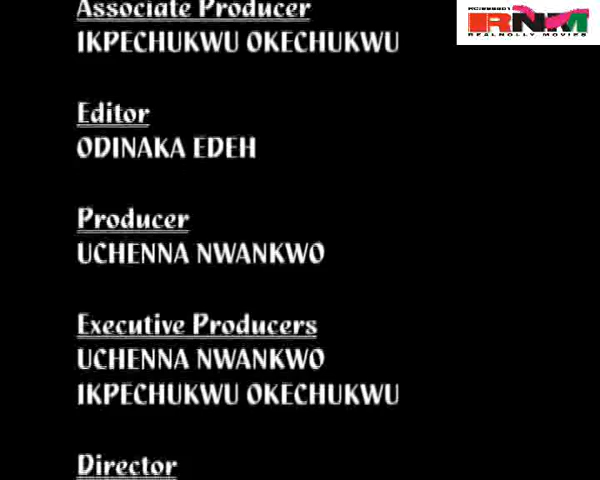 Associate Producer
IKPECHUKWU OKECHUKWU
Editor
ODINAKA EDEH
Producer
UCHENNA NWANKWO
Executive Producers
UCHENNA NWANKWO
IKPECHUKWU OKECHUKWU
Director
RNM
REALNOLLY MOVIES